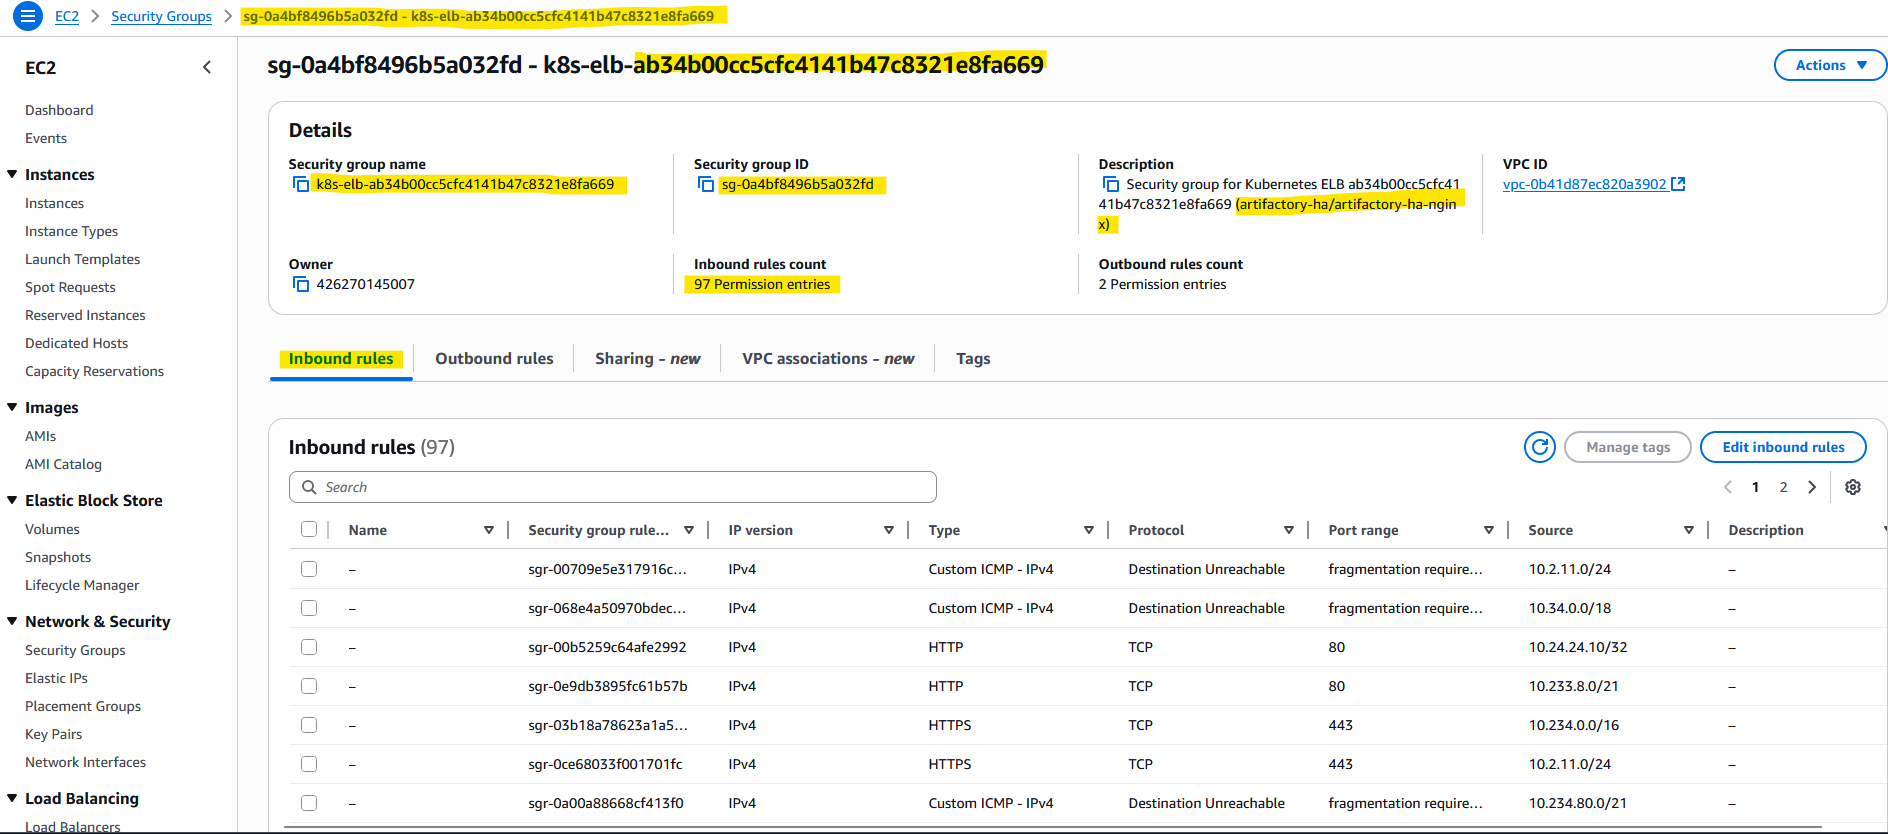 EC2 > Security Groups > sg-0a4bf8496b5a032fd - k8s-elb-ab34b00cc5cfc4141b47c8321e8fa669
EC2
Dashboard
Events
Instances
Instances
Instance Types
Launch Templates
Spot Requests
Reserved Instances
Dedicated Hosts
Capacity Reservations
Images
AMIs
AMI Catalog
Elastic Block Store
Volumes
Snapshots
Lifecycle Manager
Network & Security
Security Groups
Elastic IPs
Placement Groups
Key Pairs
Network Interfaces
Load Balancing
Load Balancers
sg-0a4bf8496b5a032fd - k8s-elb-ab34b00cc5cfc4141b47c8321e8fa669
Actions
Details
Security group name
k8s-elb-ab34b00cc5cfc4141b47c8321e8fa669
Security group ID
sg-0a4bf8496b5a032fd
Description
Security group for Kubernetes ELB ab34b00cc5cfc41
41b47c8321e8fa669 (artifactory-ha/artifactory-ha-ngin
x)
VPC ID
vpc-0b41d87ec820a3902
Owner
426270145007
Inbound rules count
97 Permission entries
Outbound rules count
2 Permission entries
Inbound rules Outbound rules Sharing - new VPC associations - new Tags
Inbound rules (97)
Manage tags
Edit inbound rules
Search
1 2
Name Security group rule... IP version Type Protocol Port range Source Description
– sgr-00709e5e317916c... IPv4 Custom ICMP - IPv4 Destination Unreachable fragmentation require... 10.2.11.0/24 –
– sgr-068e4a50970bdec... IPv4 Custom ICMP - IPv4 Destination Unreachable fragmentation require... 10.34.0.0/18 –
– sgr-00b5259c64afe2992 IPv4 HTTP TCP 80 10.24.24.10/32 –
– sgr-0e9db3895fc61b57b IPv4 HTTP TCP 80 10.233.8.0/21 –
– sgr-03b18a78623a1a5... IPv4 HTTPS TCP 443 10.234.0.0/16 –
– sgr-0ce68033f001701fc IPv4 HTTPS TCP 443 10.2.11.0/24 –
– sgr-0a00a88668cf413f0 IPv4 Custom ICMP - IPv4 Destination Unreachable fragmentation require... 10.234.80.0/21 –